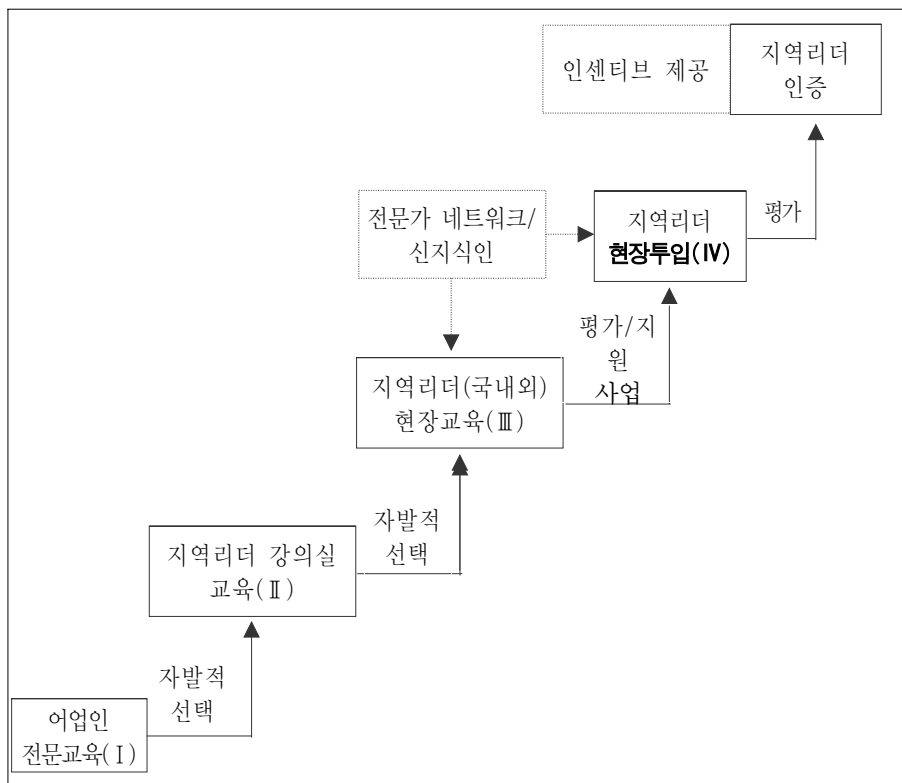 인센티브 제공
지역리더
인증
전문가 네트워크/
신지식인
지역리더
현장투입(Ⅳ)
평가
평가/지
원
사업
지역리더(국내외)
현장교육(Ⅲ)
자발적
선택
지역리더 강의실
교육(Ⅱ)
자발적
선택
어업인
전문교육(Ⅰ)